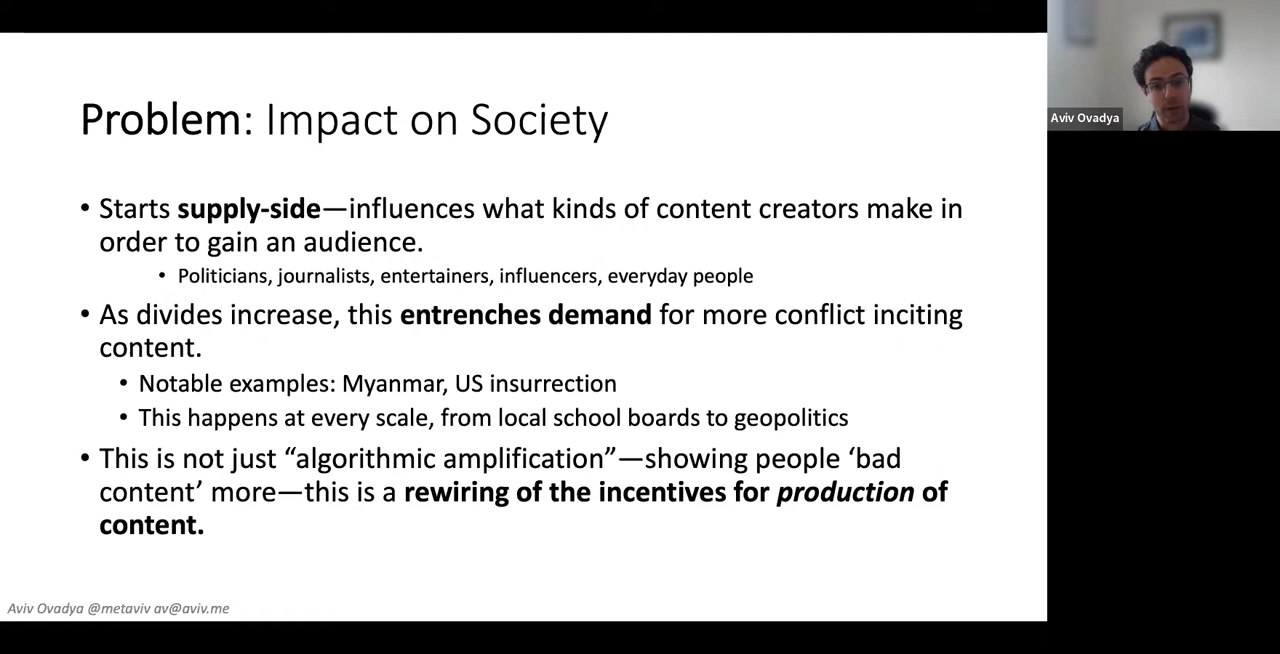 Problem: Impact on Society
• Starts supply-side—influences what kinds of content creators make in
order to gain an audience.
• Politicians, journalists, entertainers, influencers, everyday people
• As divides increase, this entrenches demand for more conflict inciting
content.
• Notable examples: Myanmar, US insurrection
• This happens at every scale, from local school boards to geopolitics
• This is not just “algorithmic amplification”—showing people ‘bad
content’ more—this is a rewiring of the incentives for production of
content.
Aviv Ovadya @metaviv av@aviv.me
Aviv Ovadya